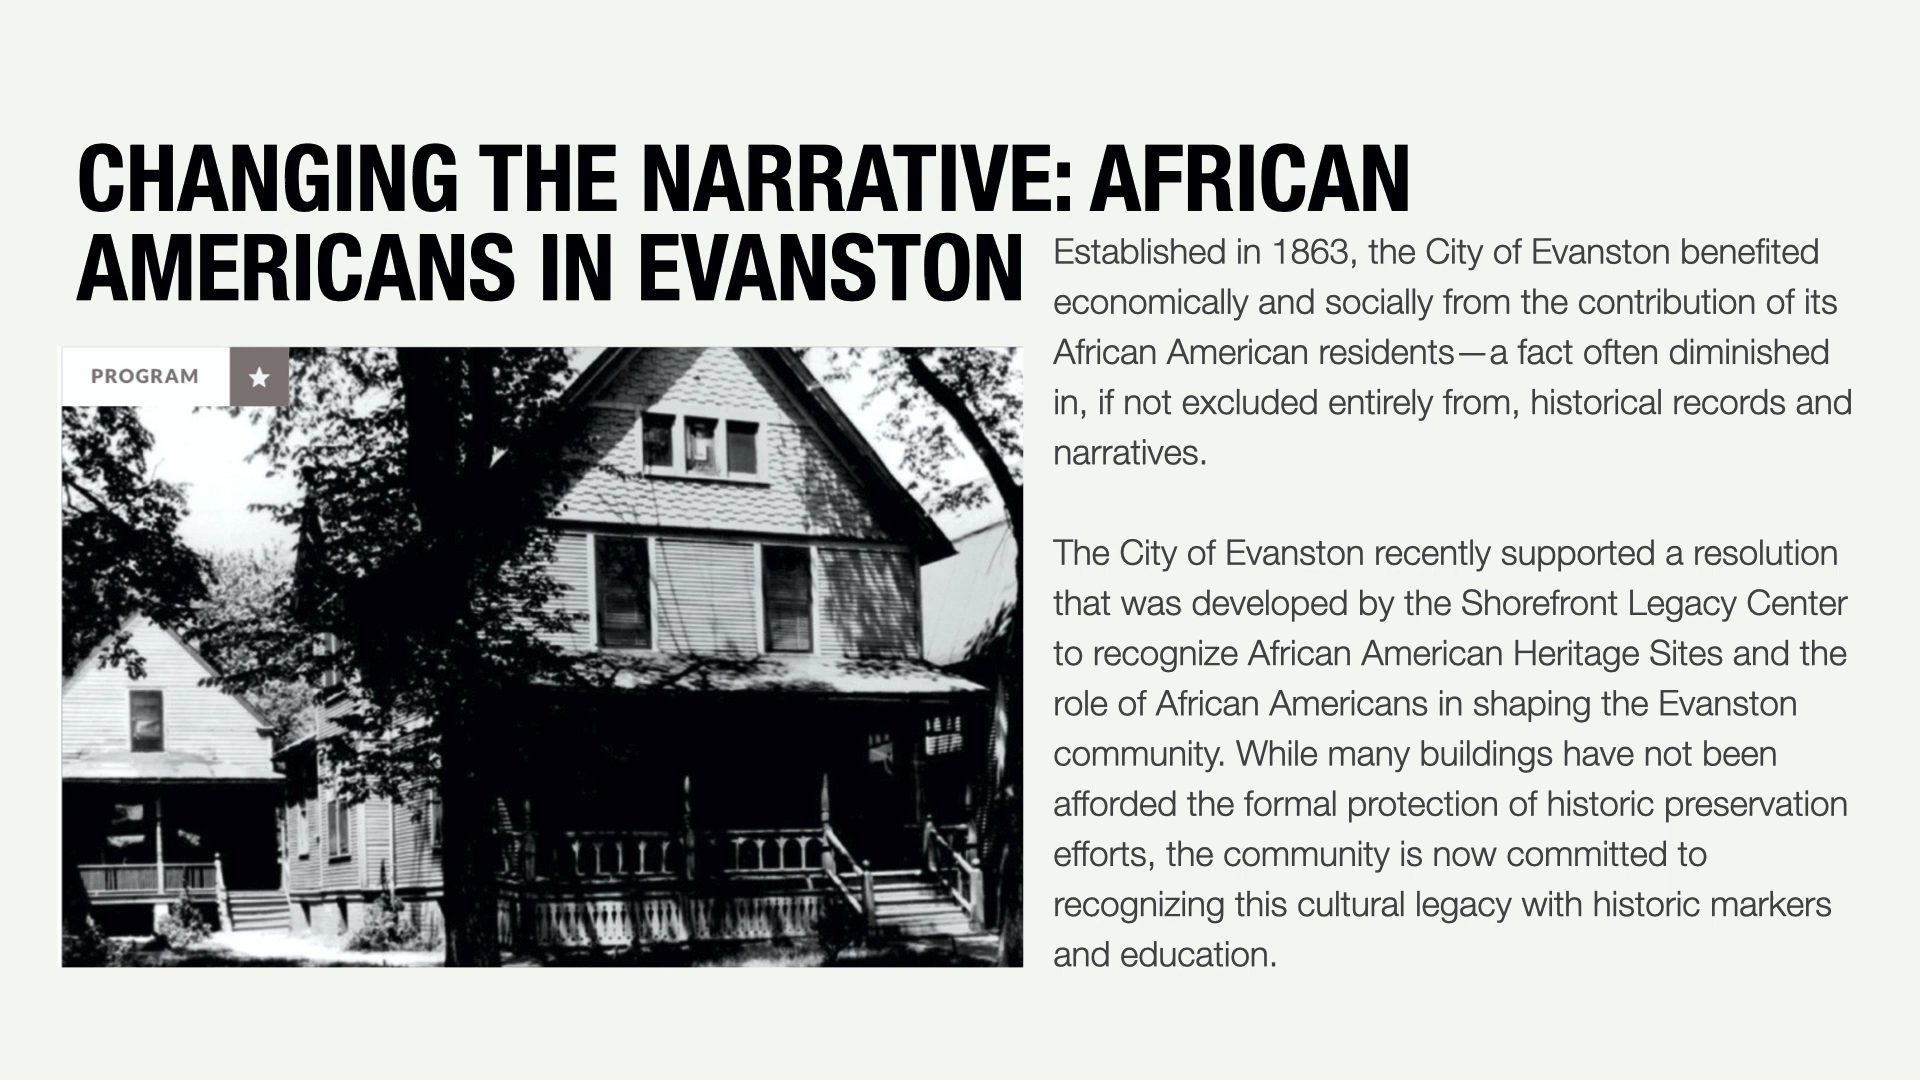 CHANGING THE NARRATIVE: AFRICAN
AMERICANS IN EVANSTON
PROGRAM
Established in 1863, the City of Evanston benefited
economically and socially from the contribution of its
African American residents—a fact often diminished
in, if not excluded entirely from, historical records and
narratives.
The City of Evanston recently supported a resolution
that was developed by the Shorefront Legacy Center
to recognize African American Heritage Sites and the
role of African Americans in shaping the Evanston
community. While many buildings have not been
afforded the formal protection of historic preservation
efforts, the community is now committed to
recognizing this cultural legacy with historic markers
and education.